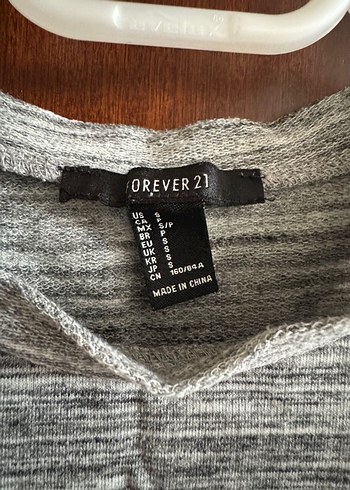 FOREVER 21
US S
CA P
MX S/P
BR P
EU S
UK S
KR S
JP S
CN 160/84A
MADE IN CHINA